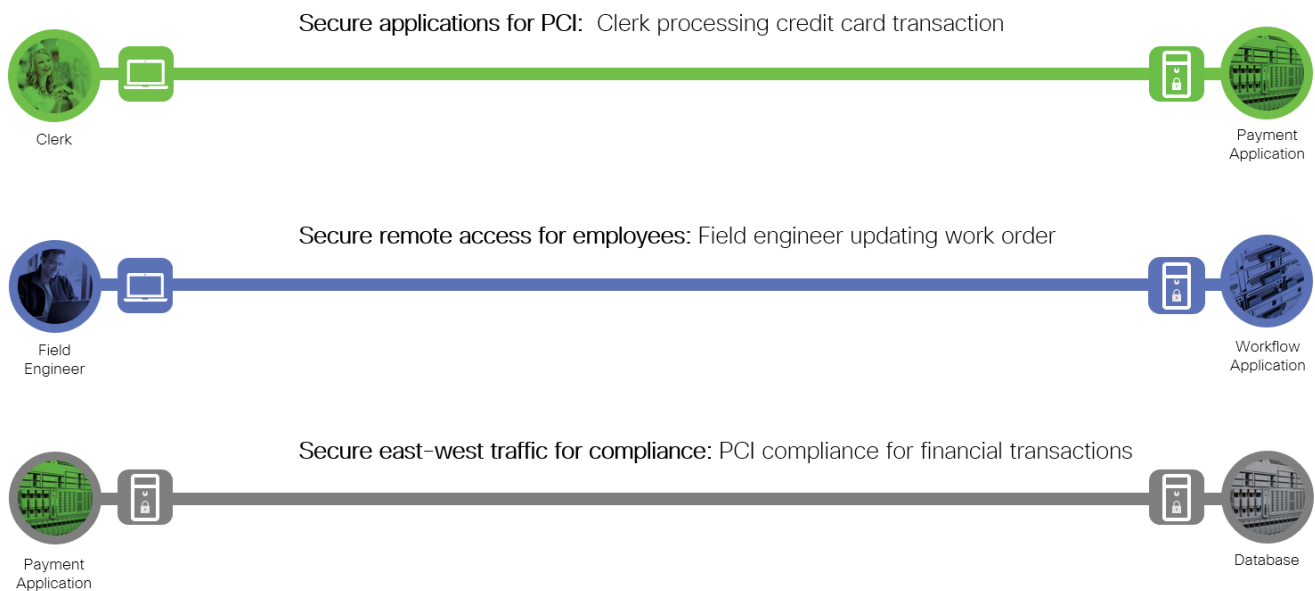 Secure applications for PCI: Clerk processing credit card transaction
Clerk
Payment
Application
Secure remote access for employees: Field engineer updating work order
Field
Engineer
Workflow
Application
Secure east-west traffic for compliance: PCI compliance for financial transactions
Payment
Application
Database